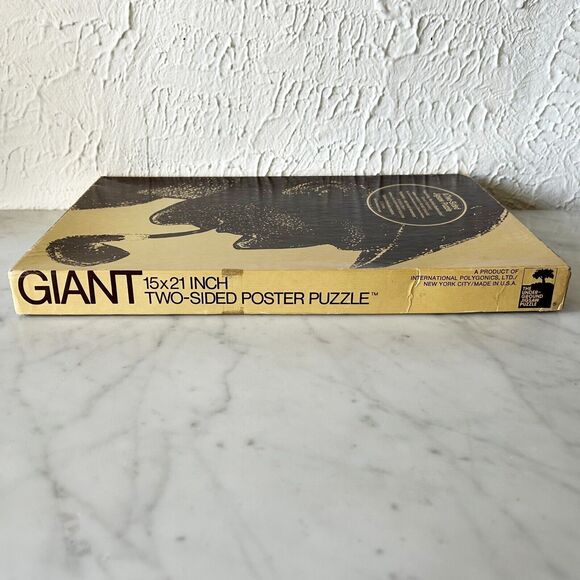 GIANT
15x21 INCH
TWO-SIDED POSTER PUZZLE™
A PRODUCT OF
INTERNATIONAL POLYGONICS, LTD./
NEW YORK CITY/MADE IN U.S.A.
THE
UNDER-
GROUND
JIGSAW
PUZZLE